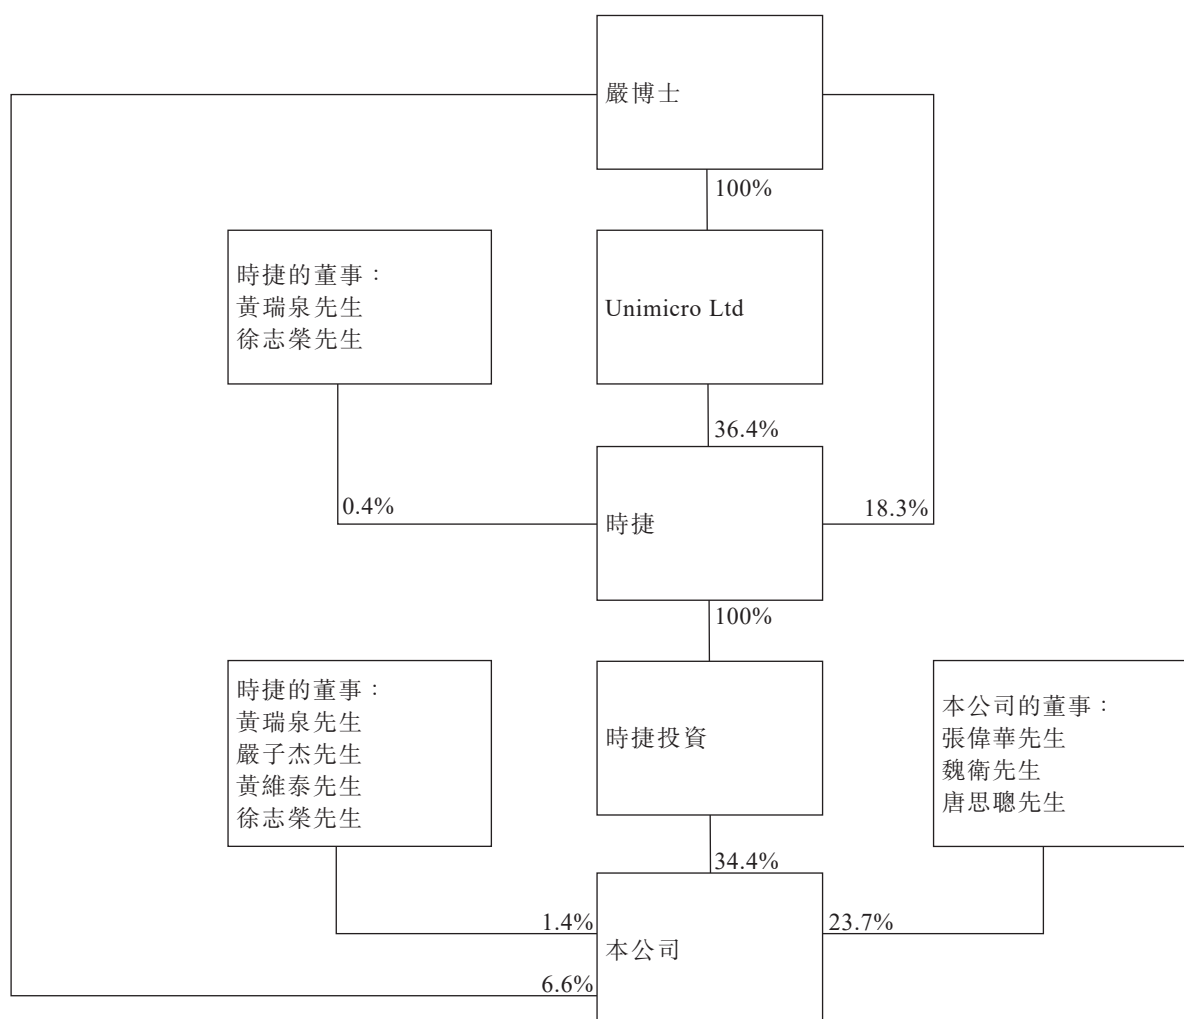 嚴博士
100%
時捷的董事：
黃瑞泉先生
徐志榮先生
Unimicro Ltd
36.4%
0.4%
時捷
18.3%
100%
時捷的董事：
黃瑞泉先生
嚴子杰先生
黃維泰先生
徐志榮先生
時捷投資
本公司的董事：
張偉華先生
魏衛先生
唐思聰先生
34.4%
1.4%
本公司
23.7%
6.6%